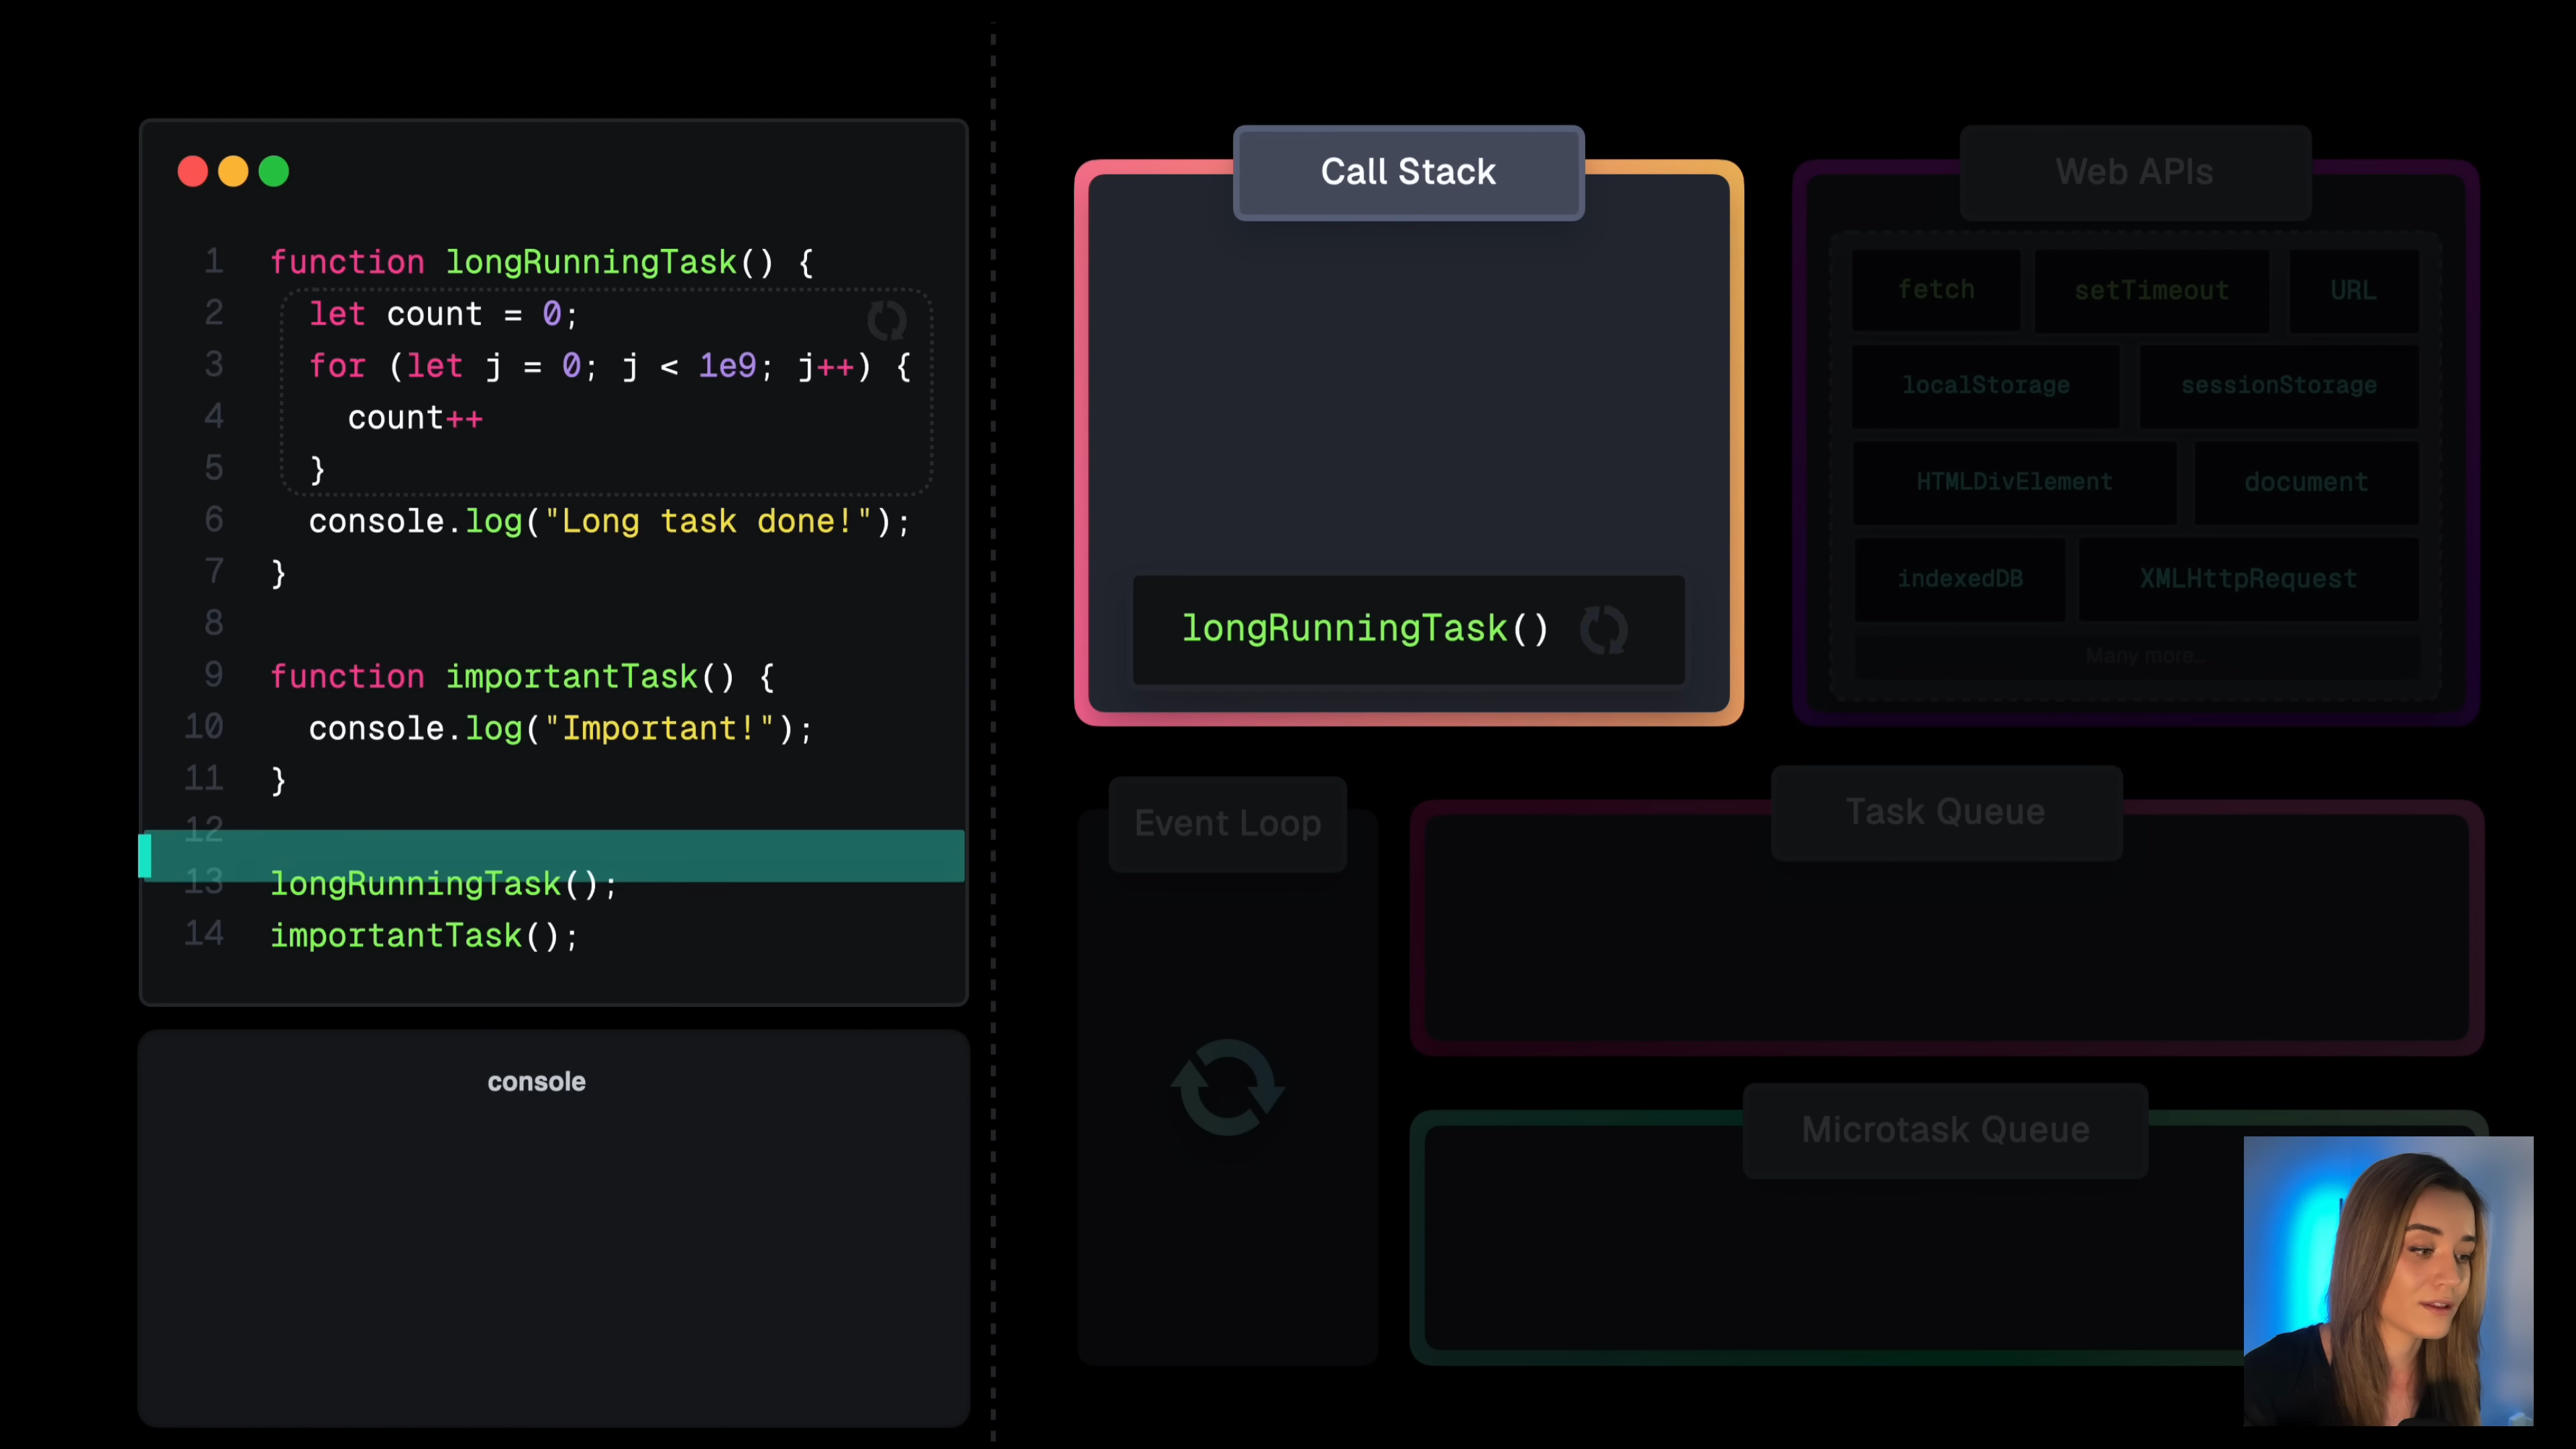 1 function longRunningTask() {
2 let count = 0;
3 for (let j = 0; j < 1e9; j++) {
4 count++
5 }
6 console.log("Long task done!");
7 }
8
9 function importantTask() {
10 console.log("Important!");
11 }
12
13 longRunningTask();
14 importantTask();
console
Call Stack
longRunningTask()
Web APIs
fetch setTimeout URL
localStorage sessionStorage
HTMLDivElement document
indexedDB XMLHttpRequest
Many more...
Event Loop
Task Queue
Microtask Queue